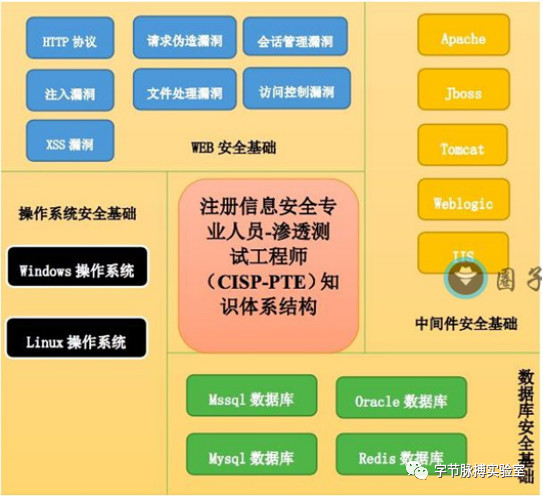 HTTP 协议
请求伪造漏洞
会话管理漏洞
注入漏洞
文件处理漏洞
访问控制漏洞
XSS 漏洞
WEB 安全基础
Apache
Jboss
Tomcat
Weblogic
IIS
圈子
中间件安全基础
操作系统安全基础
Windows 操作系统
Linux 操作系统
注册信息安全专
业人员-渗透测
试工程师
（CISP-PTE）知
识体系结构
Mssql 数据库
Oracle 数据库
Mysql 数据库
Redis 数据库
数据库安全基础
字节脉搏实验室